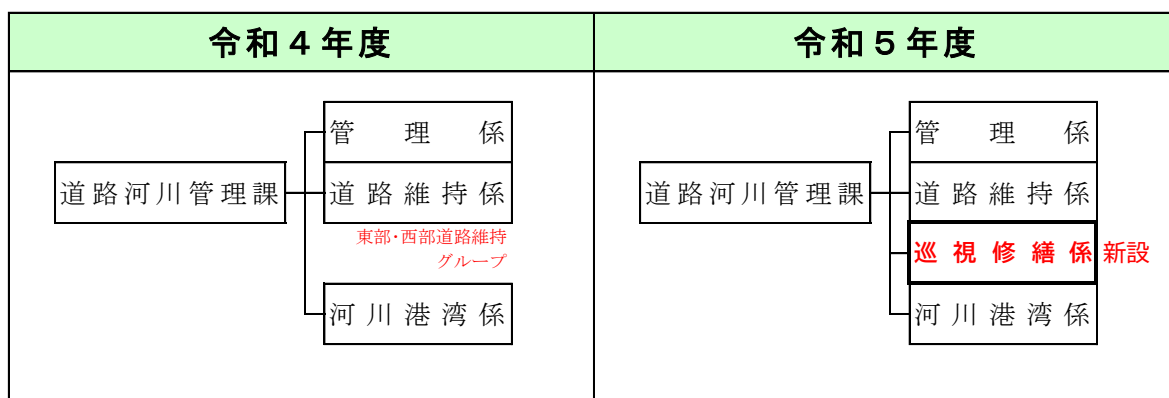 令和４年度
令和５年度
管理係
道路河川管理課
道路維持係
東部・西部道路維持
グループ
河川港湾係
管理係
道路河川管理課
道路維持係
巡視修繕係 新設
河川港湾係